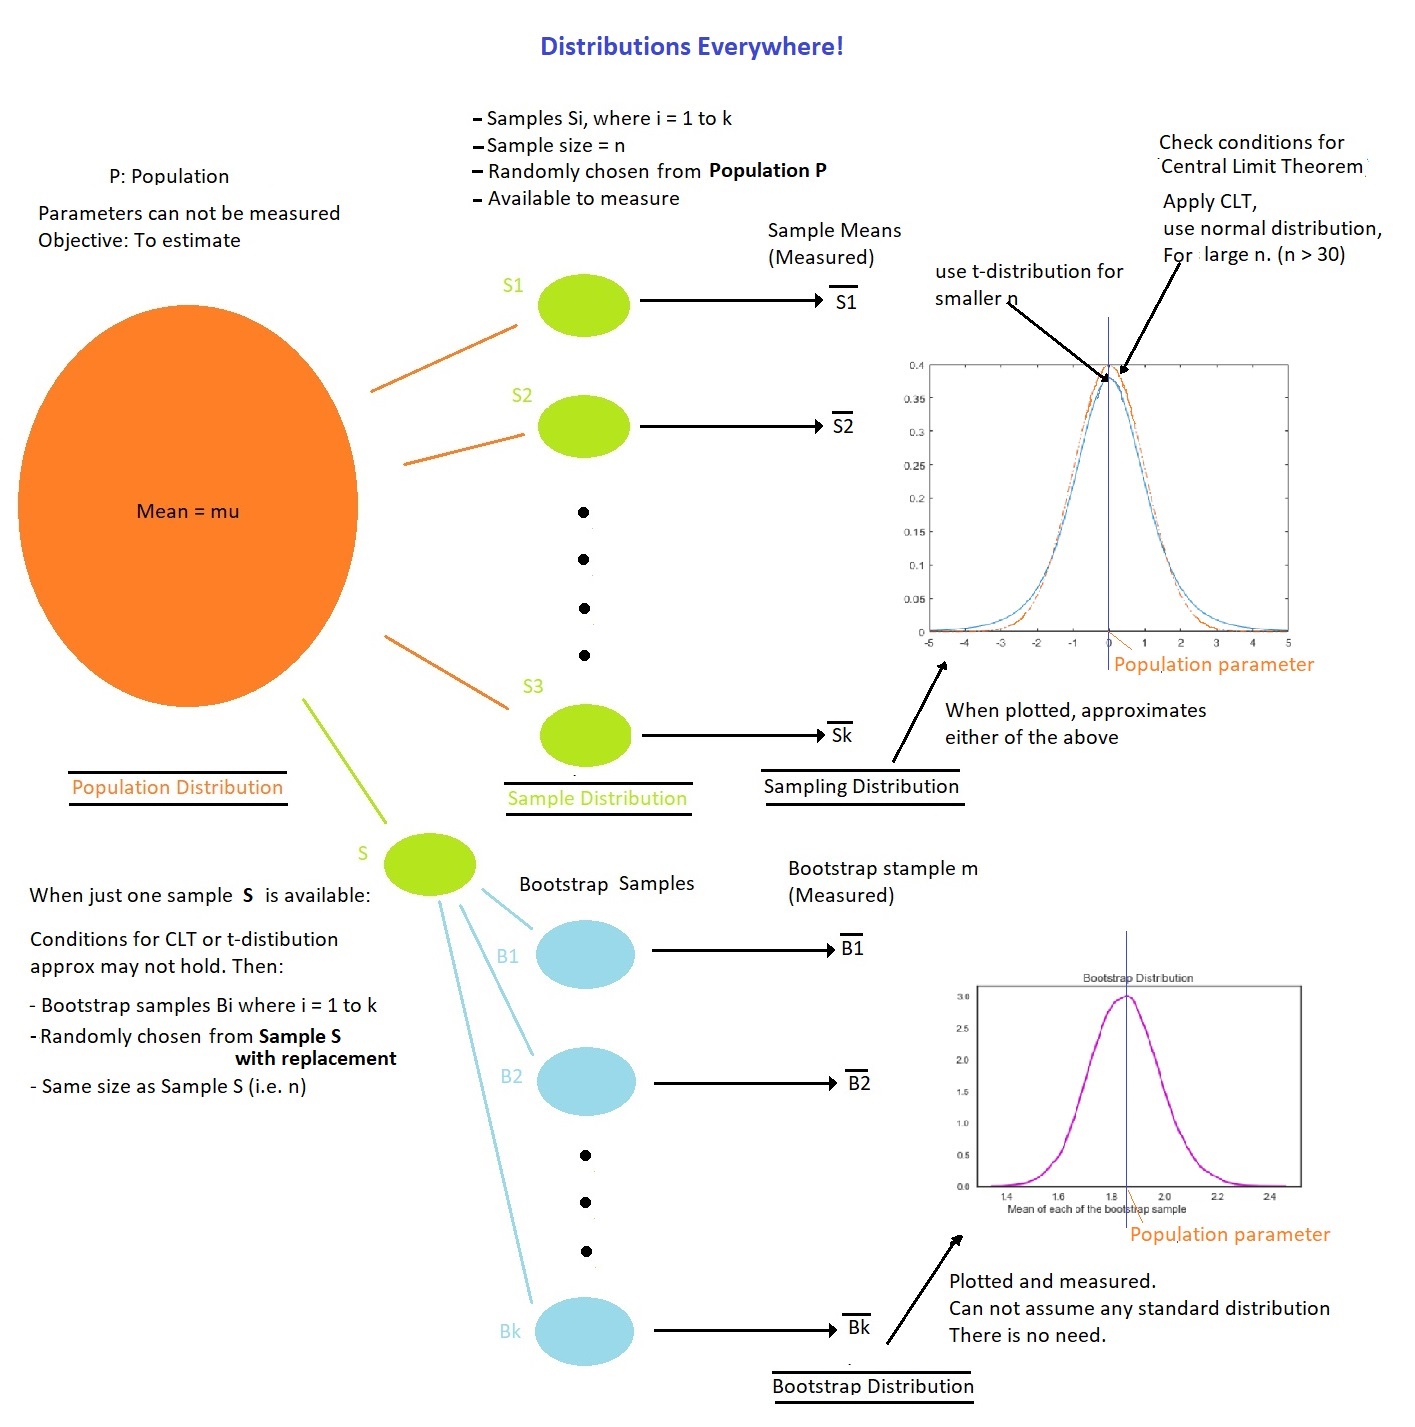 Distributions Everywhere!
- Samples Si, where i = 1 to k
- Sample size = n
- Randomly chosen from Population P
- Available to measure
P: Population
Parameters can not be measured
Objective: To estimate
Mean = mu
S1
S2
S3
Sample Means
(Measured)
S1
S2
Sk
Check conditions for
Central Limit Theorem
Apply CLT,
use normal distribution,
For large n. (n > 30)
use t-distribution for
smaller n
0.4
0.35
0.3
0.25
0.2
0.15
0.1
0.05
0
-5 -4 -3 -2 -1 0 1 2 3 4 5
Population parameter
When plotted, approximates
either of the above
Population Distribution
Sample Distribution
Sampling Distribution
S
When just one sample S is available:
Conditions for CLT or t-distibution
approx may not hold. Then:
- Bootstrap samples Bi where i = 1 to k
- Randomly chosen from Sample S
with replacement
- Same size as Sample S (i.e. n)
Bootstrap Samples
B1
B2
Bk
Bootstrap stample m
(Measured)
B1
B2
Bk
Bootstrap Distribution
3.0
2.5
2.0
1.5
1.0
0.5
0.0
1.4 1.6 1.8 2.0 2.2 2.4
Mean of each of the bootstrap sample
Population parameter
Plotted and measured.
Can not assume any standard distribution
There is no need.
Bootstrap Distribution